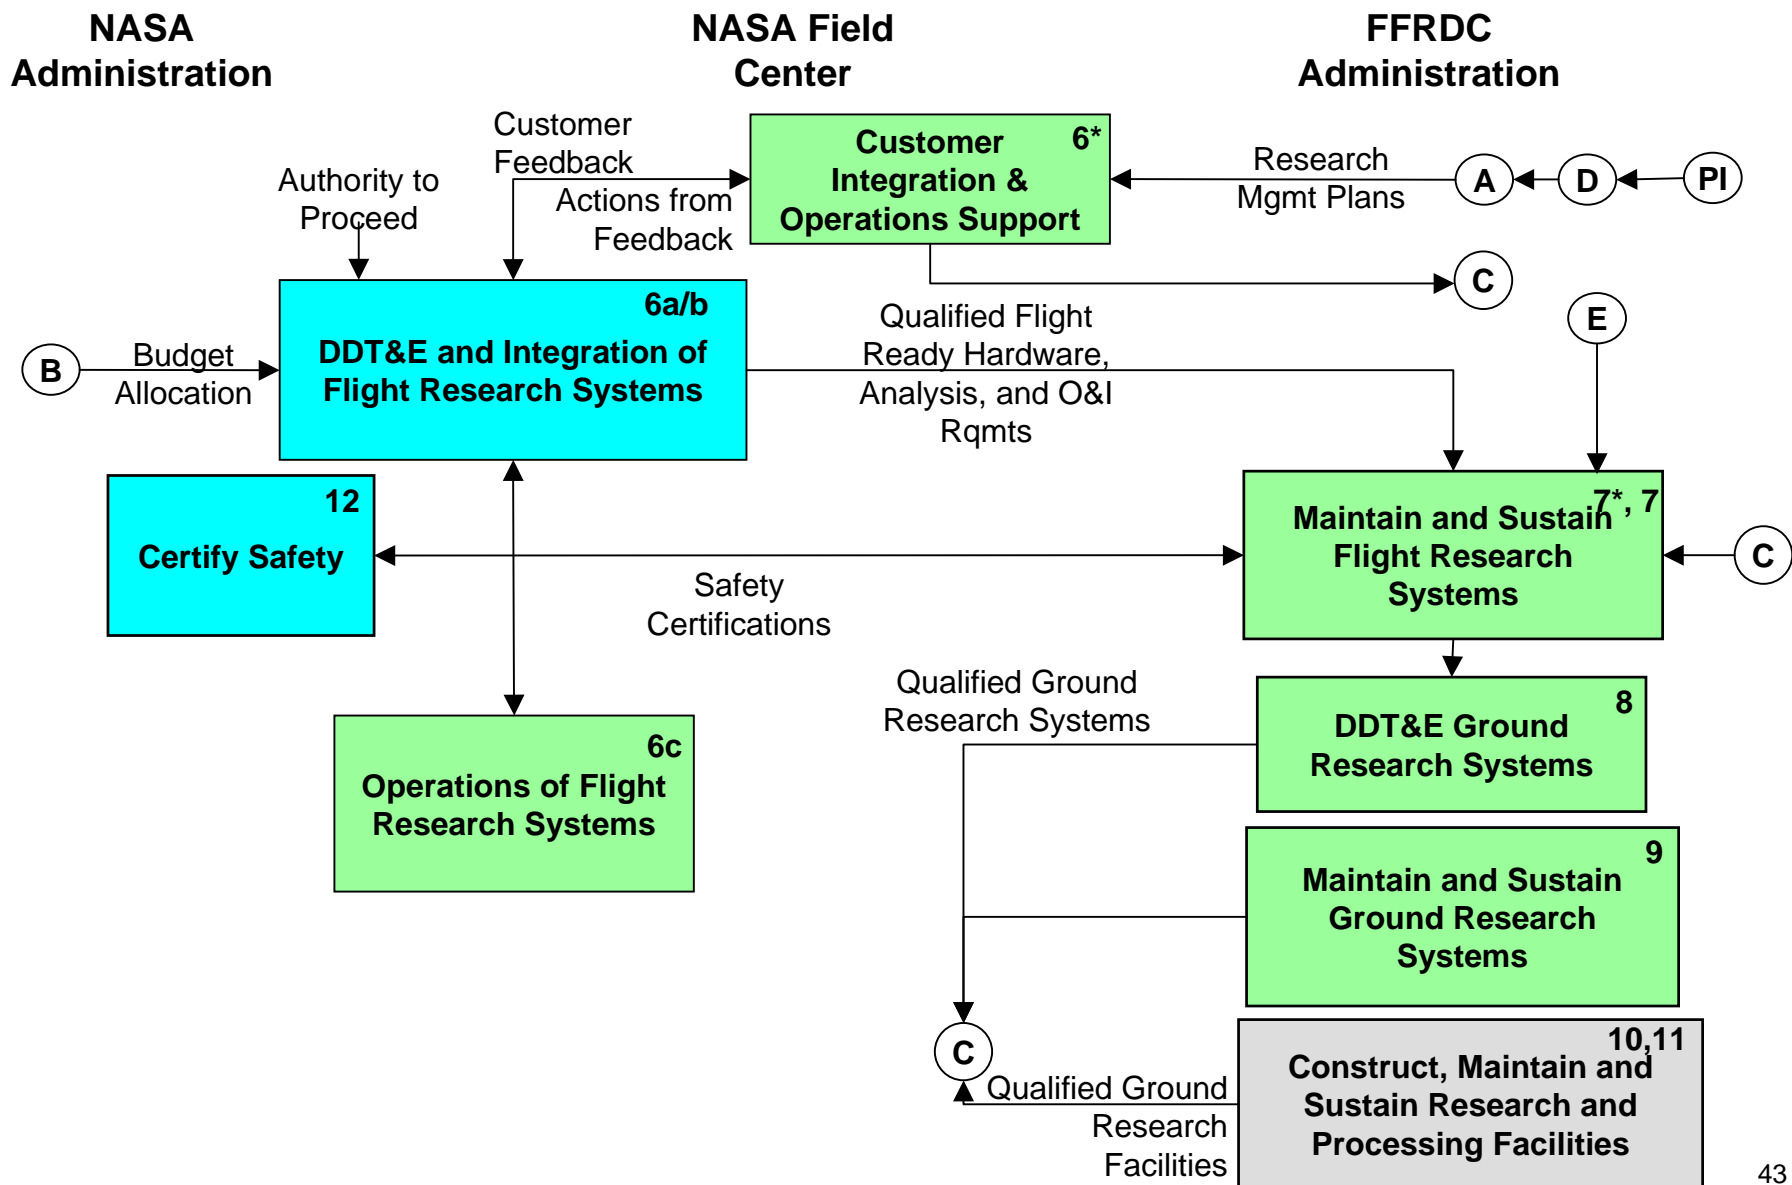 NASA
Administration
NASA Field
Center
FFRDC
Administration
Customer
Feedback
Actions from
Feedback
Authority to
Proceed
6*
Customer
Integration &
Operations Support
Research
Mgmt Plans
A
D
PI
C
E
B
Budget
Allocation
6a/b
DDT&E and Integration of
Flight Research Systems
Qualified Flight
Ready Hardware,
Analysis, and O&I
Rqmts
12
Certify Safety
Safety
Certifications
7*, 7
Maintain and Sustain
Flight Research
Systems
C
6c
Operations of Flight
Research Systems
Qualified Ground
Research Systems
8
DDT&E Ground
Research Systems
9
Maintain and Sustain
Ground Research
Systems
C
Qualified Ground
Research
Facilities
10,11
Construct, Maintain and
Sustain Research and
Processing Facilities
43